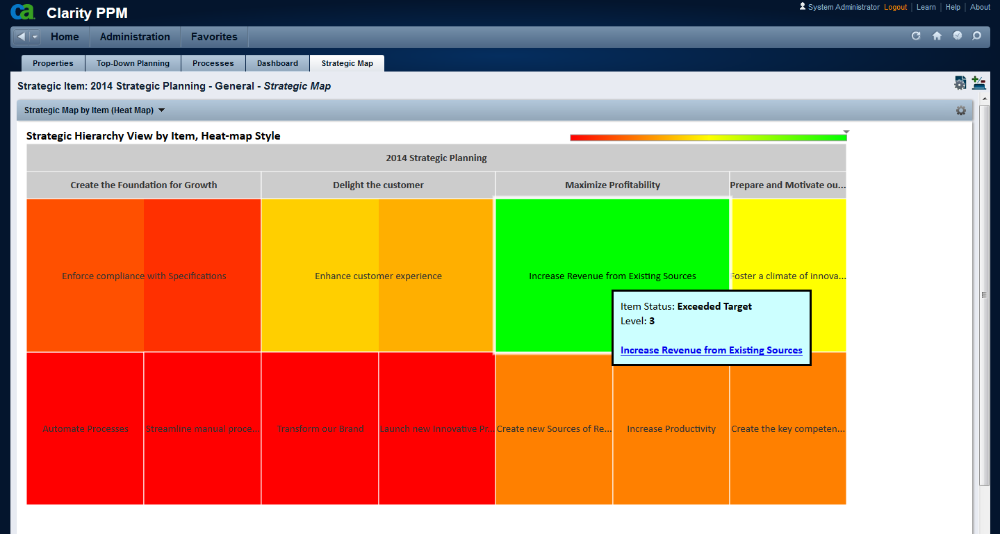 ca Clarity PPM
System Administrator Logout Learn Help About
Home Administration Favorites
Properties Top-Down Planning Processes Dashboard Strategic Map
Strategic Item: 2014 Strategic Planning - General - Strategic Map
Strategic Map by Item (Heat Map)
Strategic Hierarchy View by Item, Heat-map Style
2014 Strategic Planning
Create the Foundation for Growth Delight the customer Maximize Profitability Prepare and Motivate ou...
Enforce compliance with Specifications Enhance customer experience Increase Revenue from Existing Sources Foster a climate of innova...
Item Status: Exceeded Target
Level: 3
Increase Revenue from Existing Sources
Automate Processes Streamline manual proce... Transform our Brand Launch new Innovative Pr... Create new Sources of Re... Increase Productivity Create the key competen...